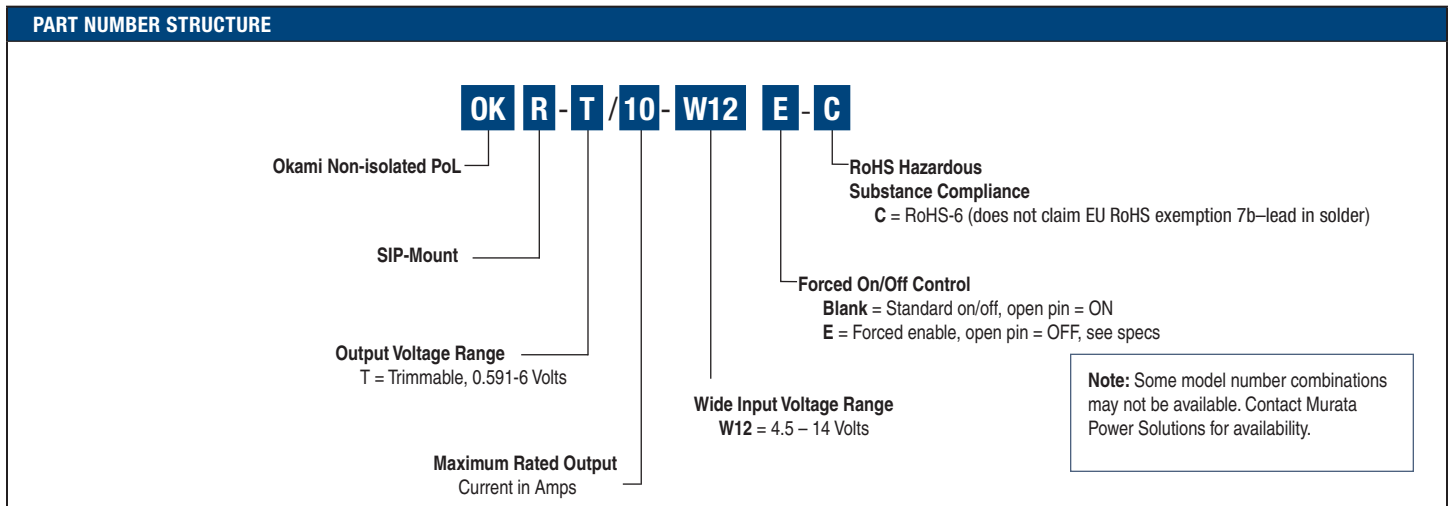 PART NUMBER STRUCTURE
OK R - T / 10 - W12 E - C
Okami Non-isolated PoL
RoHS Hazardous
Substance Compliance
C = RoHS-6 (does not claim EU RoHS exemption 7b–lead in solder)
SIP-Mount
Forced On/Off Control
Blank = Standard on/off, open pin = ON
E = Forced enable, open pin = OFF, see specs
Output Voltage Range
T = Trimmable, 0.591-6 Volts
Note: Some model number combinations
may not be available. Contact Murata
Power Solutions for availability.
Wide Input Voltage Range
W12 = 4.5 – 14 Volts
Maximum Rated Output
Current in Amps